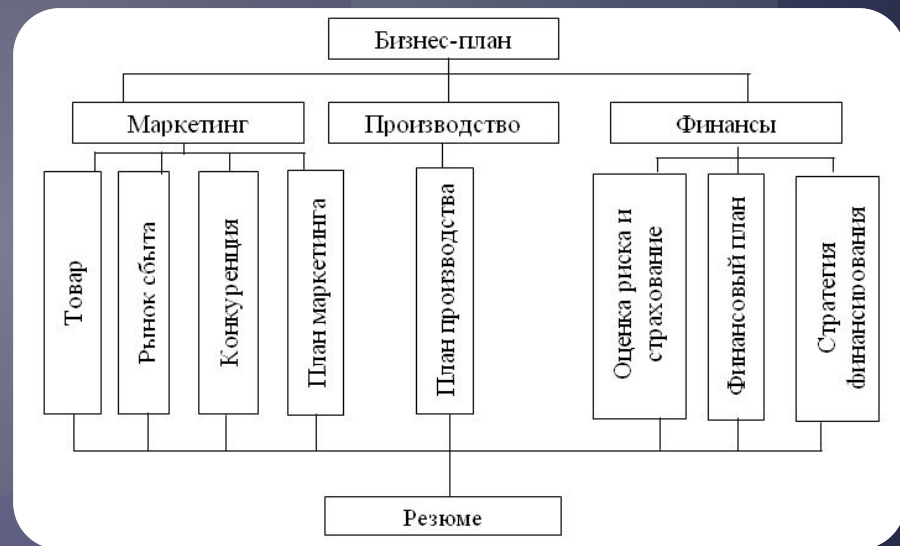 Бизнес-план
Маркетинг
Производство
Финансы
Товар
Рынок сбыта
Конкуренция
План маркетинга
План производства
Оценка риска и
страхование
Финансовый план
Стратегия
финансирования
Резюме